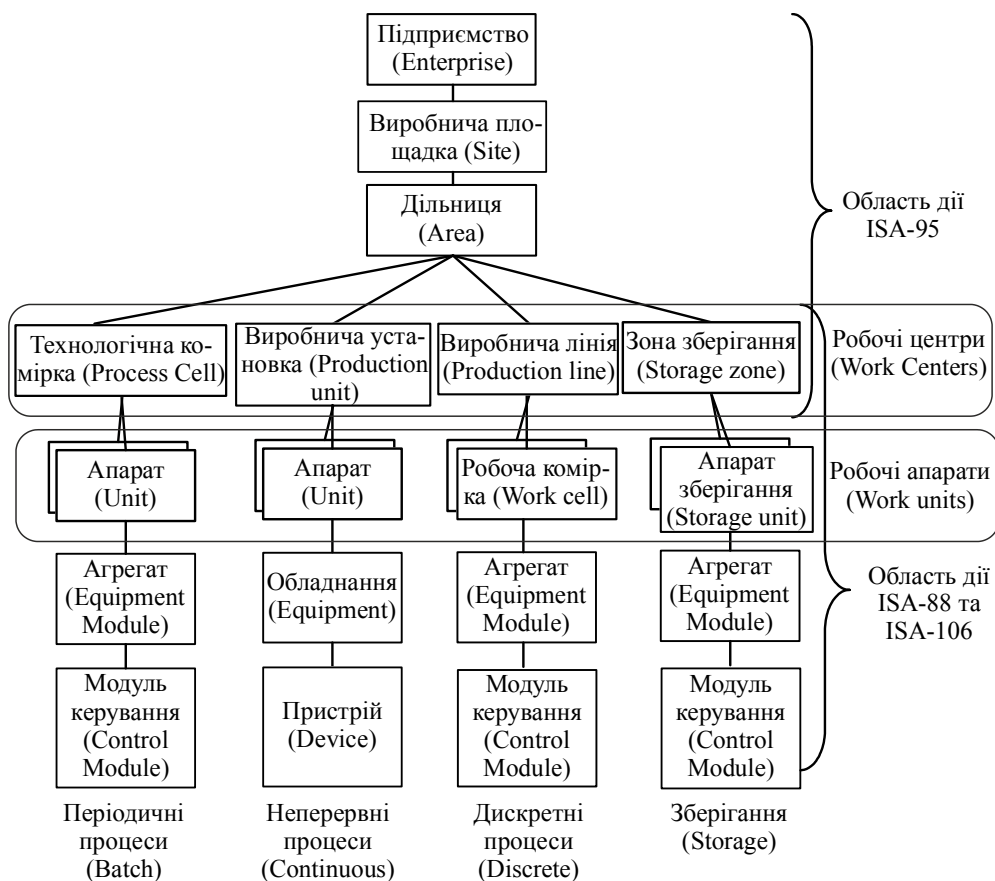 Підприємство
(Enterprise)
Виробнича пло-
щадка (Site)
Дільниця
(Area)
Область дії
ISA-95
Технологічна ко-
мірка (Process Cell)
Виробнича уста-
новка (Production
unit)
Виробнича лінія
(Production line)
Зона зберігання
(Storage zone)
Робочі центри
(Work Centers)
Апарат
(Unit)
Апарат
(Unit)
Робоча комір-
ка (Work cell)
Апарат
зберігання
(Storage unit)
Робочі апарати
(Work units)
Агрегат
(Equipment
Module)
Обладнання
(Equipment)
Агрегат
(Equipment
Module)
Агрегат
(Equipment
Module)
Область дії
ISA-88 та
ISA-106
Модуль
керування
(Control
Module)
Пристрій
(Device)
Модуль
керування
(Control
Module)
Модуль
керування
(Control
Module)
Періодичні
процеси
(Batch)
Неперервні
процеси
(Continuous)
Дискретні
процеси
(Discrete)
Зберігання
(Storage)